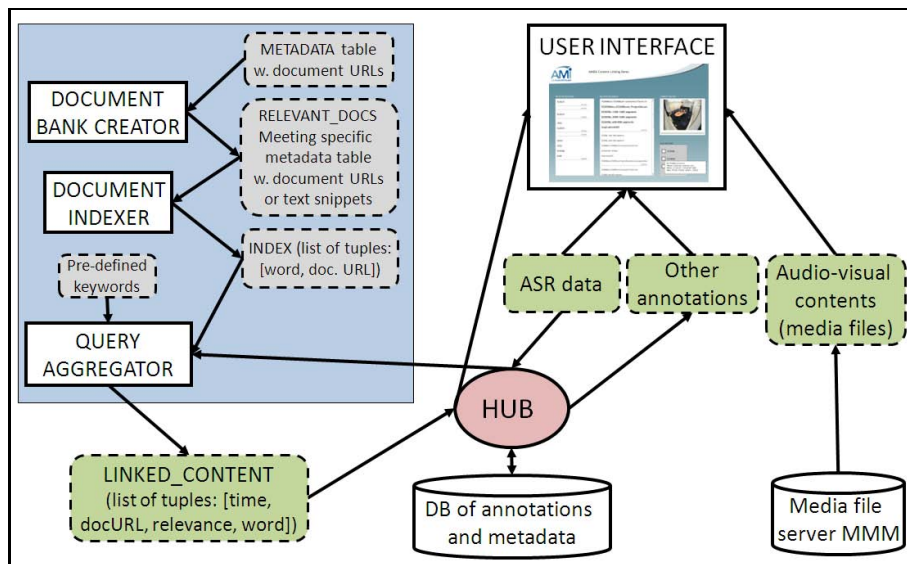 METADATA table
w. document URLs
DOCUMENT
BANK CREATOR
RELEVANT_DOCS
Meeting specific
metadata table
w. document URLs
or text snippets
DOCUMENT
INDEXER
INDEX (list of tuples:
[word, doc. URL])
Pre-defined
keywords
QUERY
AGGREGATOR
LINKED_CONTENT
(list of tuples: [time,
docURL, relevance, word])
USER INTERFACE
AMI
ASR data
Other
annotations
Audio-visual
contents
(media files)
HUB
DB of annotations
and metadata
Media file
server MMM